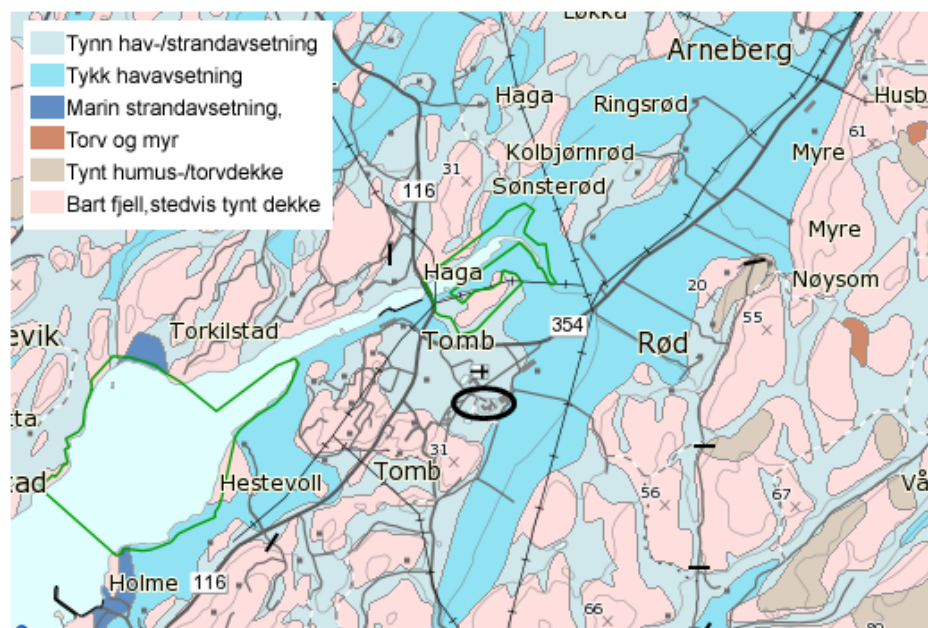 Tynn hav-/strandavsetning
Tykk havavsetning
Marin strandavsetning,
Torv og myr
Tynt humus-/torvdekke
Bart fjell,stedvis tynt dekke
Løkka
Arneberg
Haga
Ringsrød
Husb
61
Kolbjørnrød
Myre
31
116
Sønsterød
Myre
Haga
Nøysom
20
55
354
Torkilstad
evik
Tomb
Rød
tta
31
Tomb
Hestevoll
tad
56
67
Vå
Holme
116
66